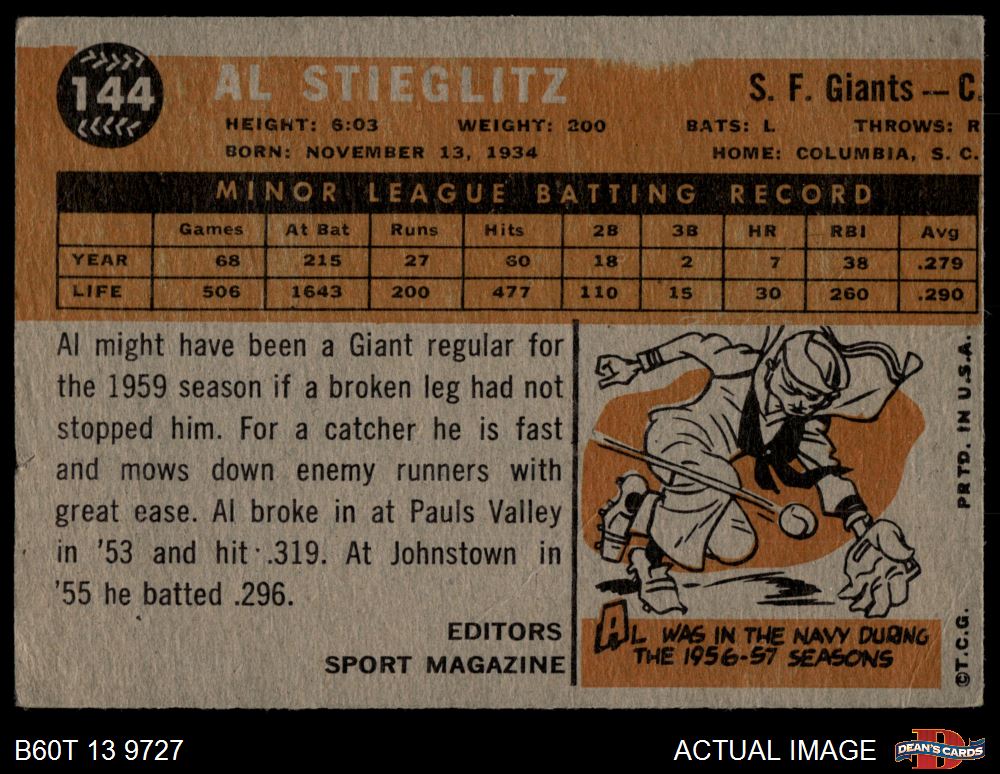 144
AL STIEGLITZ
S. F. Giants -- C.
HEIGHT: 6:03 WEIGHT: 200 BATS: L THROWS: R
BORN: NOVEMBER 13, 1934 HOME: COLUMBIA, S. C.
MINOR LEAGUE BATTING RECORD
Games At Bat Runs Hits 2B 3B HR RBI Avg
YEAR 68 215 27 60 18 2 7 38 .279
LIFE 506 1643 200 477 110 15 30 260 .290
Al might have been a Giant regular for
the 1959 season if a broken leg had not
stopped him. For a catcher he is fast
and mows down enemy runners with
great ease. Al broke in at Pauls Valley
in '53 and hit .319. At Johnstown in
'55 he batted .296.
EDITORS
SPORT MAGAZINE
AL WAS IN THE NAVY DURING
THE 1956-57 SEASONS
©T.C.G. PRTD. IN U.S.A.
B60T 13 9727
ACTUAL IMAGE
D
DEAN'S CARDS